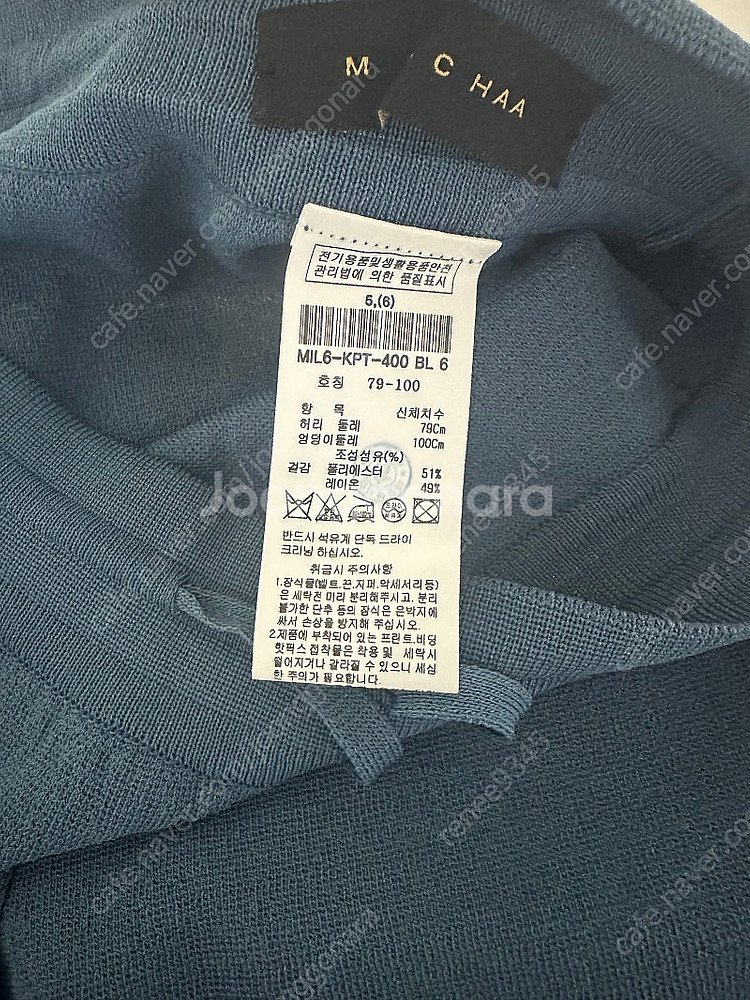 M C HAA
전기용품및생활용품안전
관리법에 의한 품질표시
5,(6)
MIL6-KPT-400 BL 6
호칭 79-100
항 목 신체치수
허리 둘레 79Cm
엉덩이둘레 100Cm
조성섬유(%)
겉감 폴리에스터 51%
레이온 49%
반드시 석유계 단독 드라이
크리닝 하십시오.
취급시 주의사항
1.장식물(벨트.끈.지퍼.악세서리등)
은 세탁전 미리 분리해주시고. 분리
불가한 단추 등의 장식은 은박지에
싸서 손상을 방지해 주십시오.
2.제품에 부착되어 있는 프린트.비딩
핫픽스 접착물은 착용 및 세탁시
떨어지거나 갈라질 수 있으니 세심
한 주의가 필요합니다.
Joonggonara
cafe.naver.com/joonggonara
renee0345